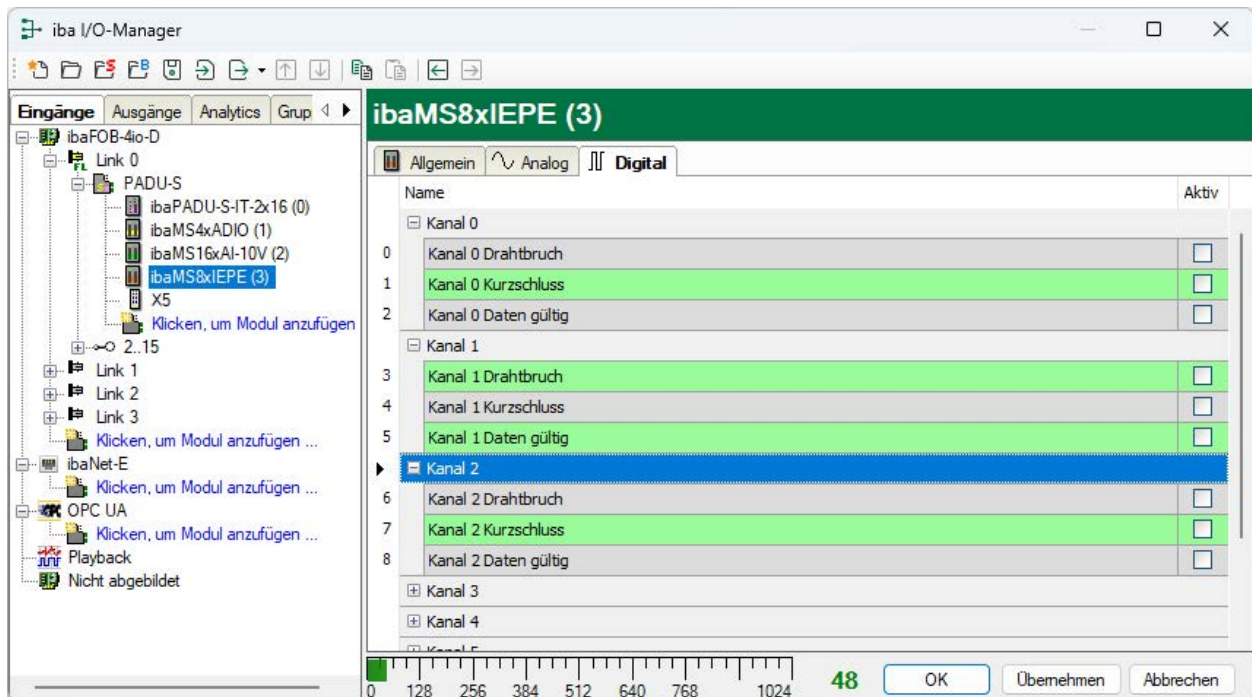 iba I/O-Manager
Eingänge Ausgänge Analytics Grup
ibaFOB-4io-D
Link 0
PADU-S
ibaPADU-S-IT-2x16 (0)
ibaMS4xADIO (1)
ibaMS16xAI-10V (2)
ibaMS8xIEPE (3)
X5
Klicken, um Modul anzufügen
2..15
Link 1
Link 2
Link 3
Klicken, um Modul anzufügen ...
ibaNet-E
Klicken, um Modul anzufügen ...
OPC UA
Klicken, um Modul anzufügen ...
Playback
Nicht abgebildet
ibaMS8xIEPE (3)
Allgemein Analog Digital
Name Aktiv
Kanal 0
0 Kanal 0 Drahtbruch
1 Kanal 0 Kurzschluss
2 Kanal 0 Daten gültig
Kanal 1
3 Kanal 1 Drahtbruch
4 Kanal 1 Kurzschluss
5 Kanal 1 Daten gültig
Kanal 2
6 Kanal 2 Drahtbruch
7 Kanal 2 Kurzschluss
8 Kanal 2 Daten gültig
Kanal 3
Kanal 4
0 128 256 384 512 640 768 1024 48 OK Übernehmen Abbrechen